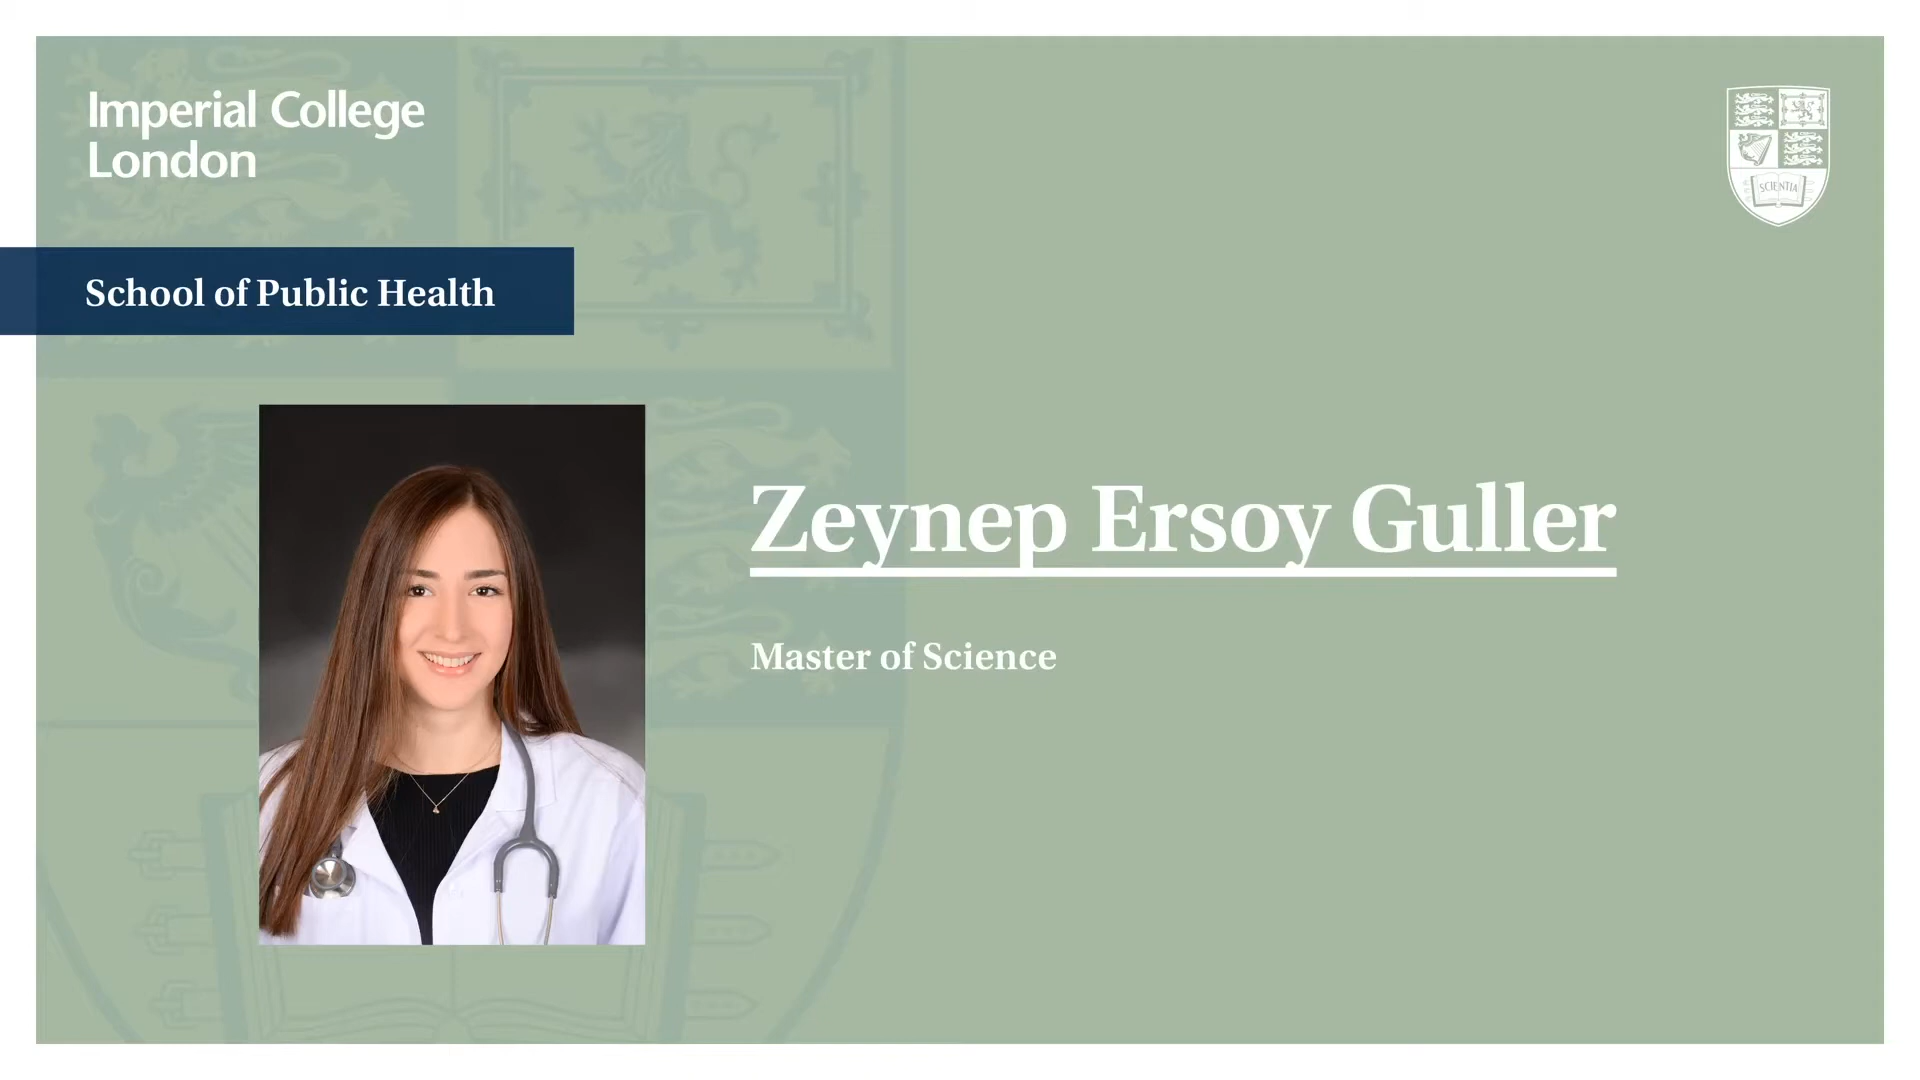 Imperial College
London
SCIENTIA
School of Public Health
Zeynep Ersoy Guller
Master of Science